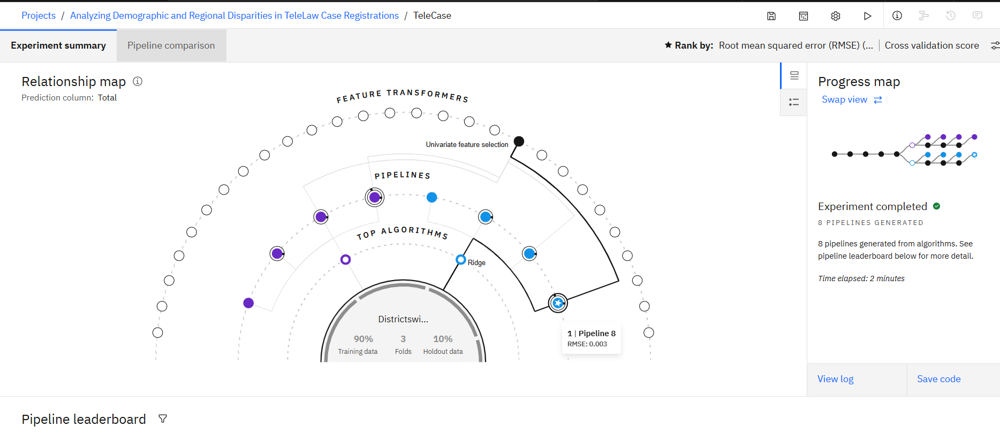 Projects / Analyzing Demographic and Regional Disparities in TeleLaw Case Registrations / TeleCase
Experiment summary
Pipeline comparison
Rank by: Root mean squared error (RMSE) (... | Cross validation score
Relationship map
Prediction column: Total
FEATURE TRANSFORMERS
Univariate feature selection
PIPELINES
TOP ALGORITHMS
Ridge
Districtswi...
90% 3 10%
Training data Folds Holdout data
1 | Pipeline 8
RMSE: 0.003
Progress map
Swap view
Experiment completed
8 PIPELINES GENERATED
8 pipelines generated from algorithms. See
pipeline leaderboard below for more detail.
Time elapsed: 2 minutes
View log
Save code
Pipeline leaderboard